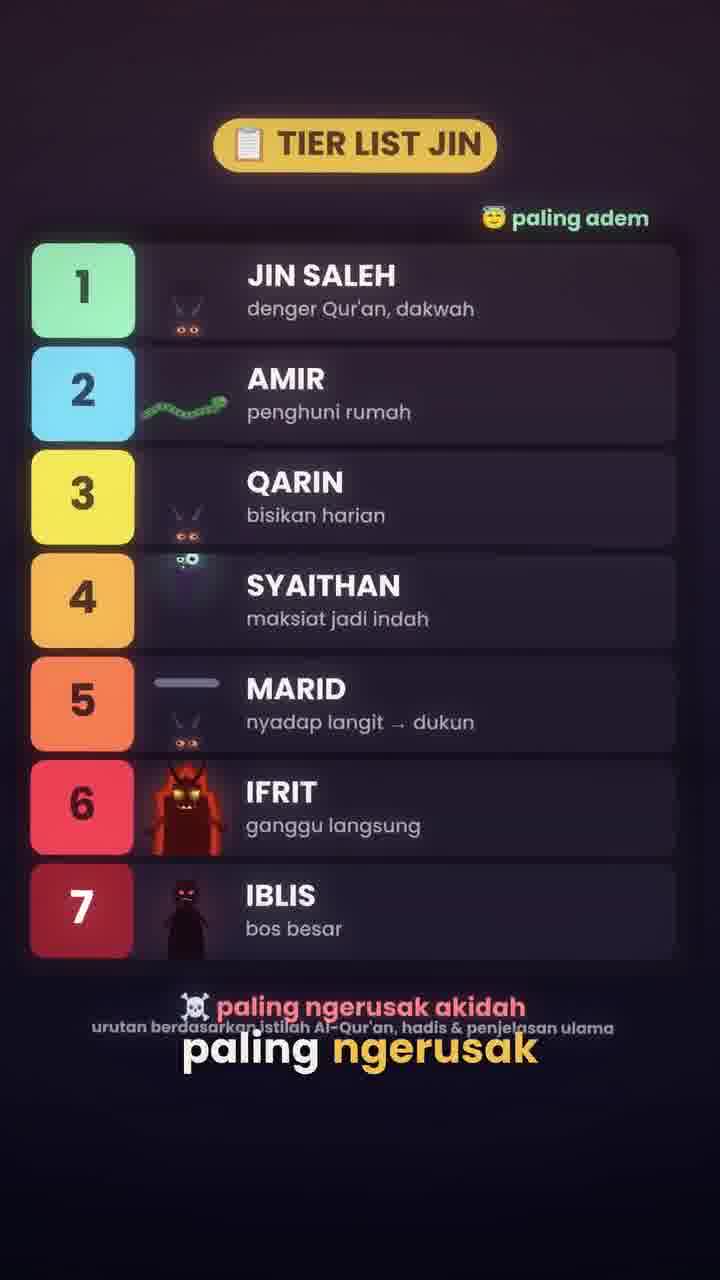 📋 TIER LIST JIN
😇 paling adem
1
JIN SALEH
denger Qur'an, dakwah
2
AMIR
penghuni rumah
3
QARIN
bisikan harian
4
SYAITHAN
maksiat jadi indah
5
MARID
nyadap langit → dukun
6
IFRIT
ganggu langsung
7
IBLIS
bos besar
☠️ paling ngerusak akidah
urutan berdasarkan istilah Al-Qur'an, hadis & penjelasan ulama
paling ngerusak